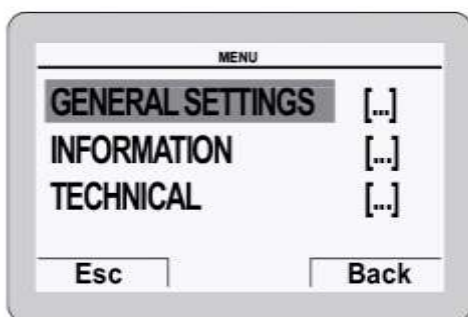 MENU
GENERAL SETTINGS [...]
INFORMATION [...]
TECHNICAL [...]
Esc Back